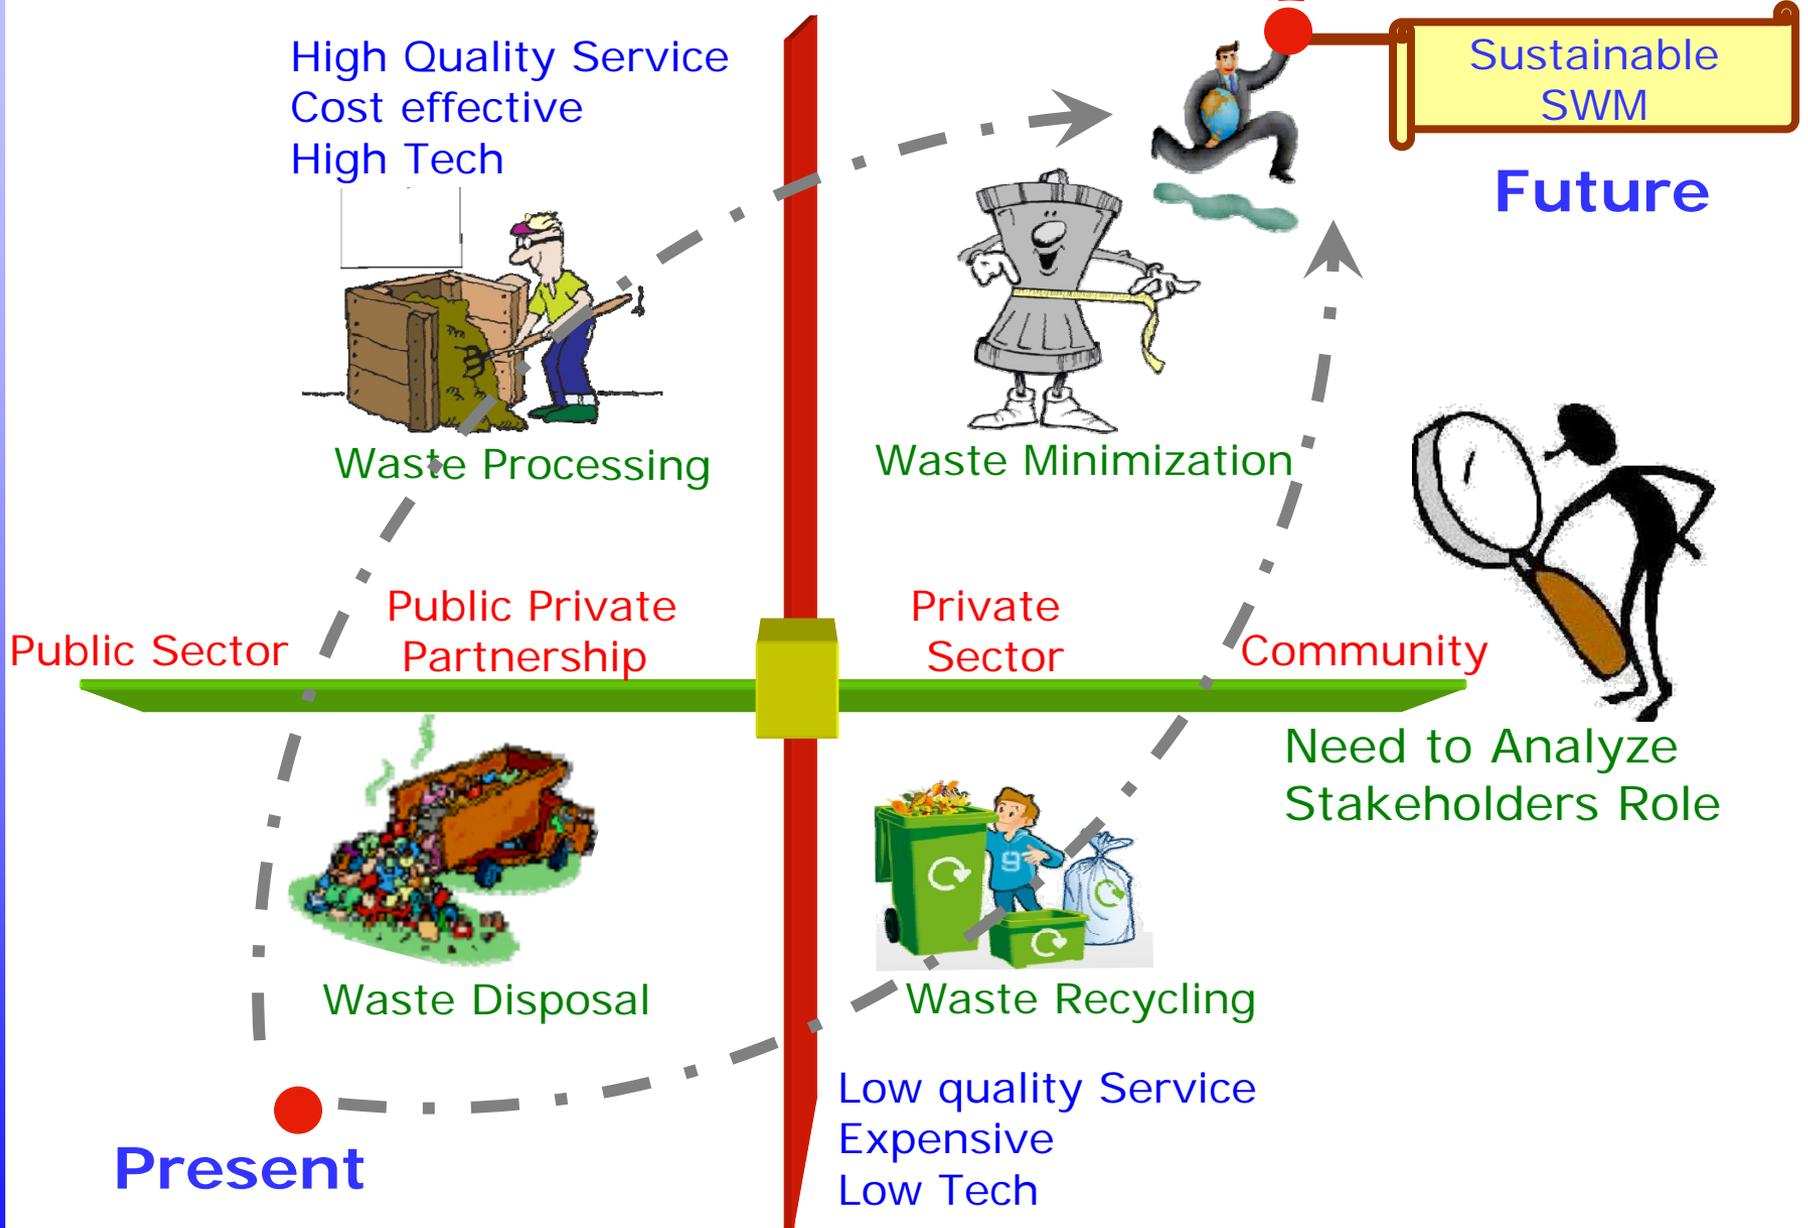 High Quality Service
Cost effective
High Tech
Sustainable
SWM
Future
Waste Processing
Waste Minimization
Public Sector
Public Private
Partnership
Private
Sector
Community
Need to Analyze
Stakeholders Role
9
Waste Disposal
Waste Recycling
Present
Low quality Service
Expensive
Low Tech